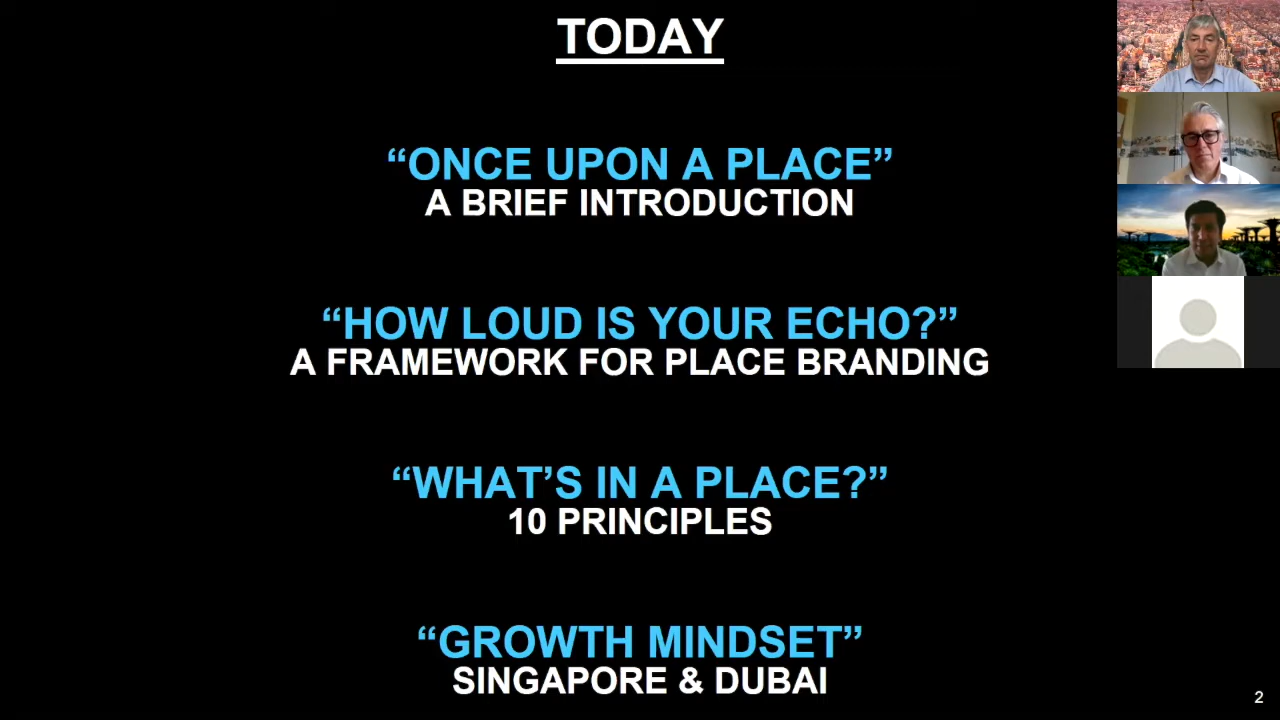 TODAY
“ONCE UPON A PLACE”
A BRIEF INTRODUCTION
“HOW LOUD IS YOUR ECHO?”
A FRAMEWORK FOR PLACE BRANDING
“WHAT’S IN A PLACE?”
10 PRINCIPLES
“GROWTH MINDSET”
SINGAPORE & DUBAI
2